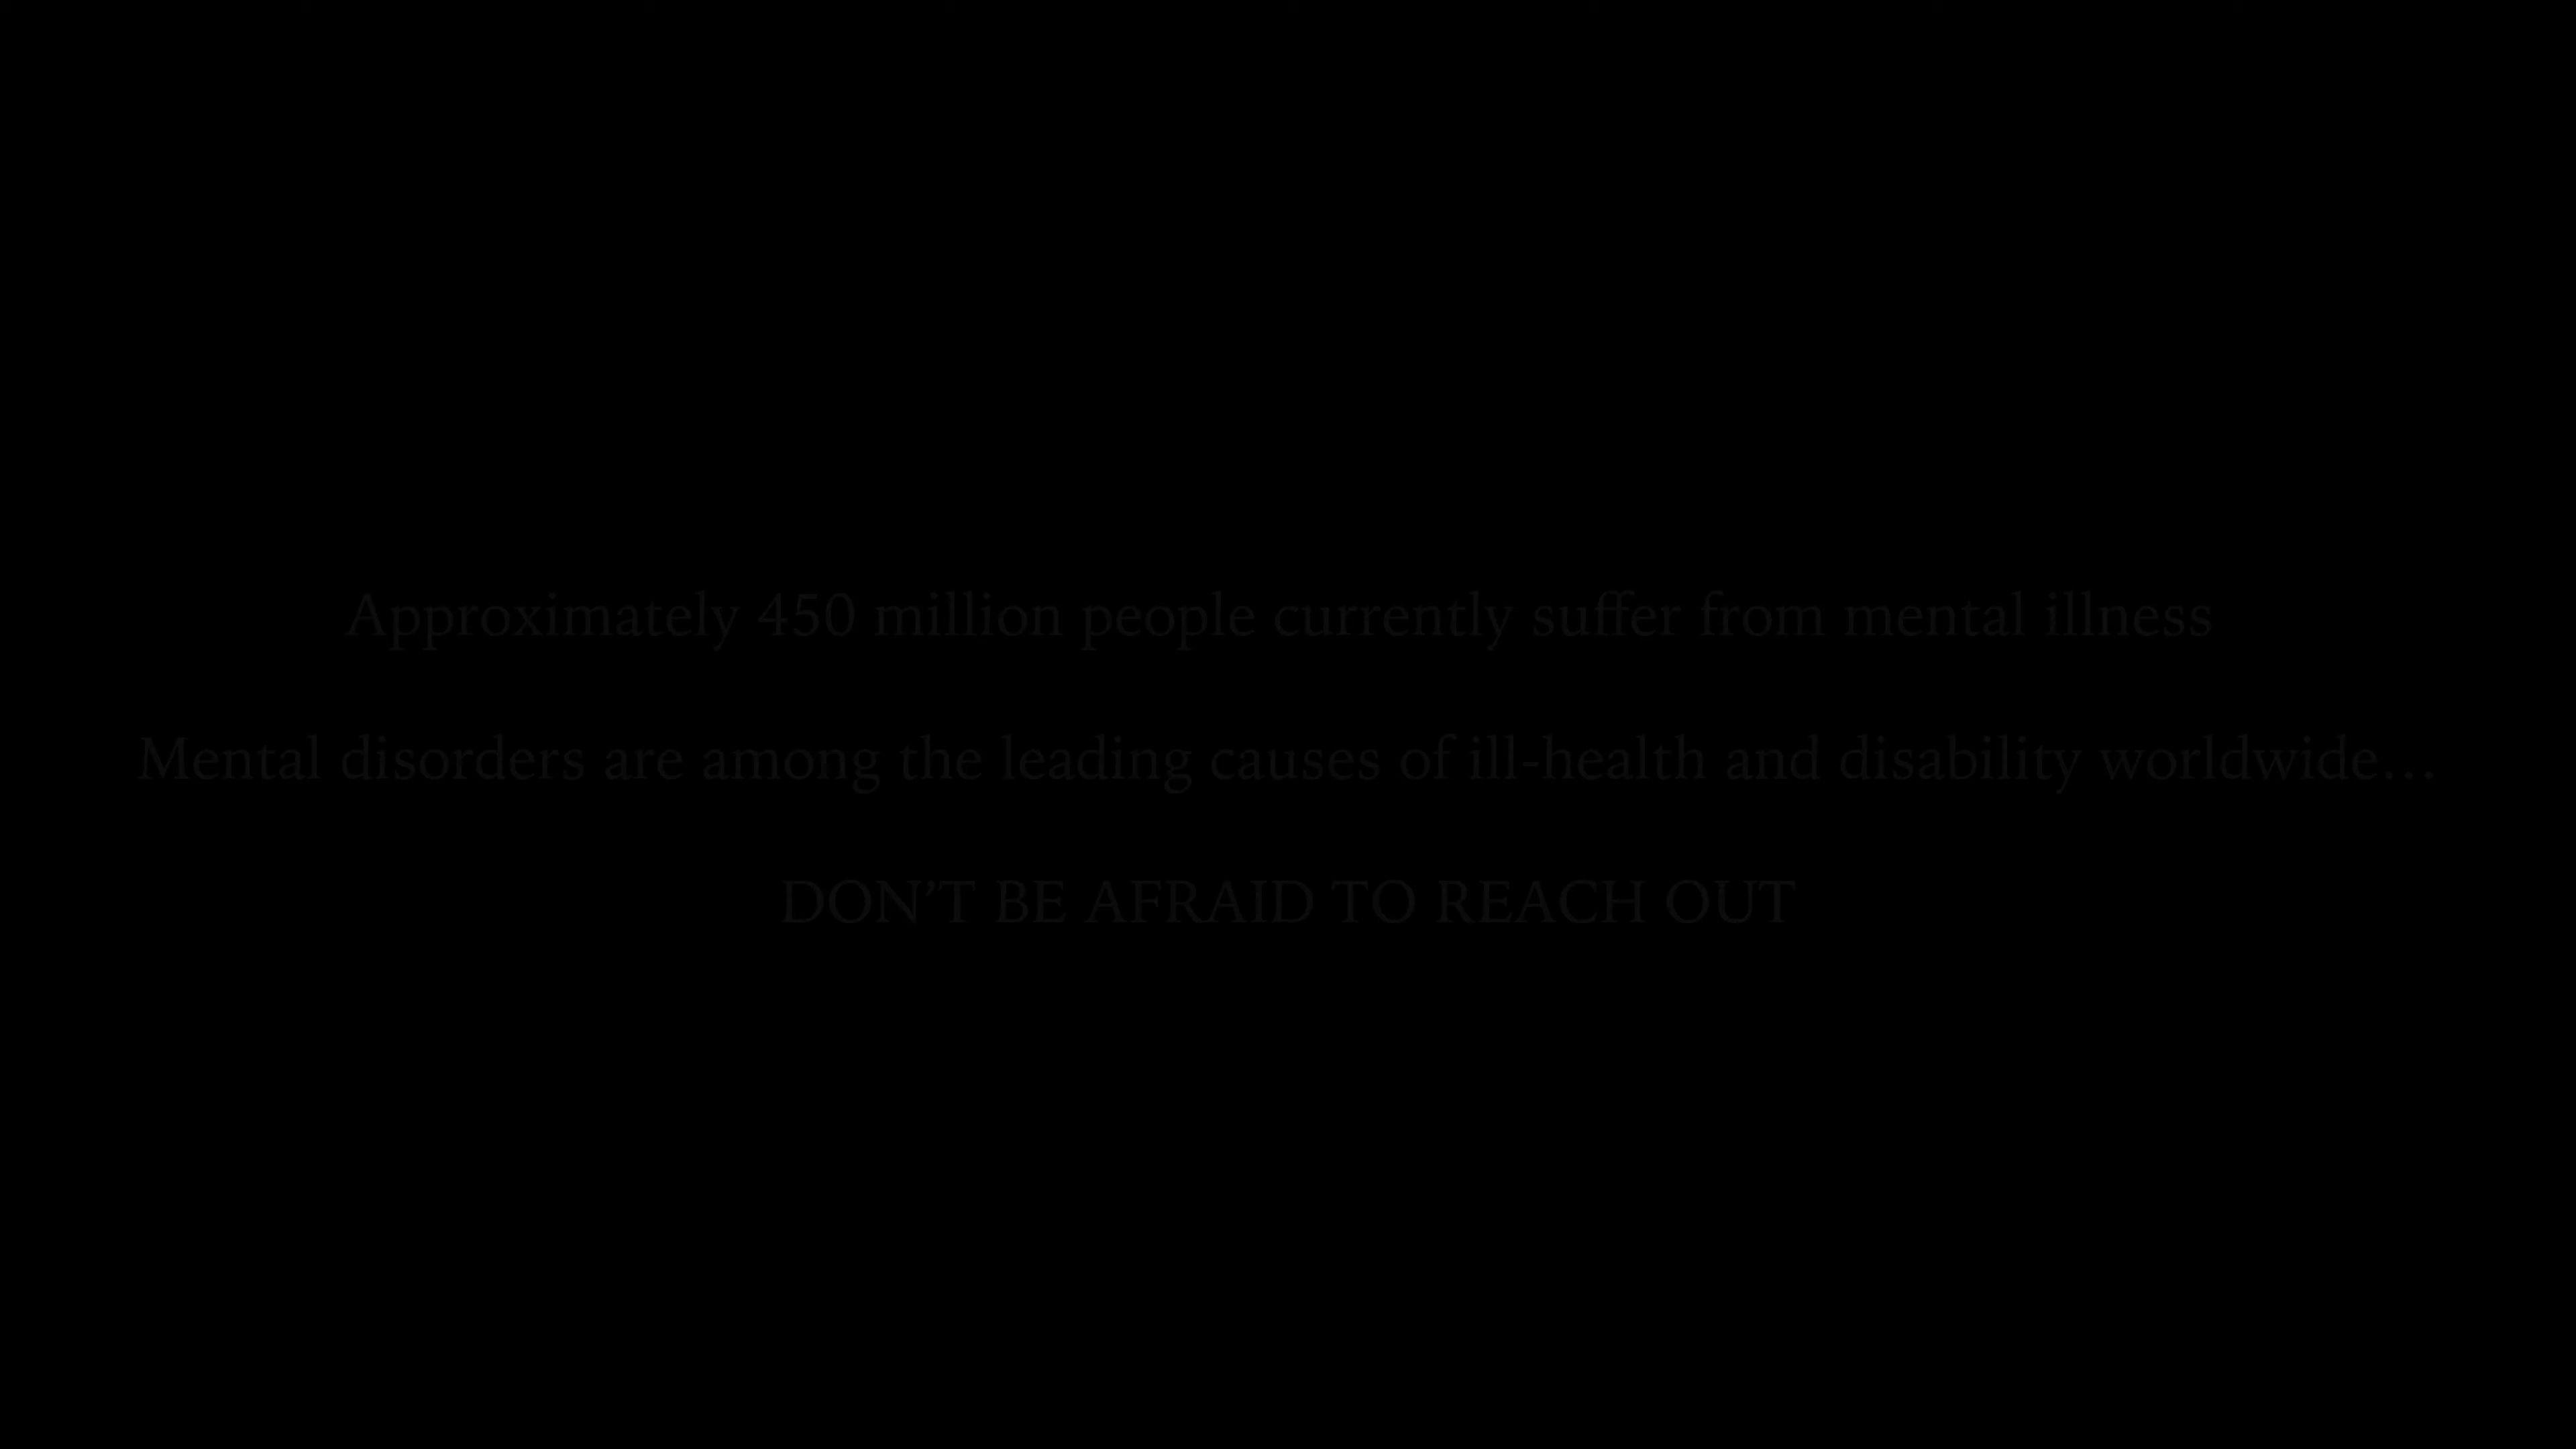 Approximately 450 million people currently suffer from mental illness
Mental disorders are among the leading causes of ill-health and disability worldwide…
DON’T BE AFRAID TO REACH OUT